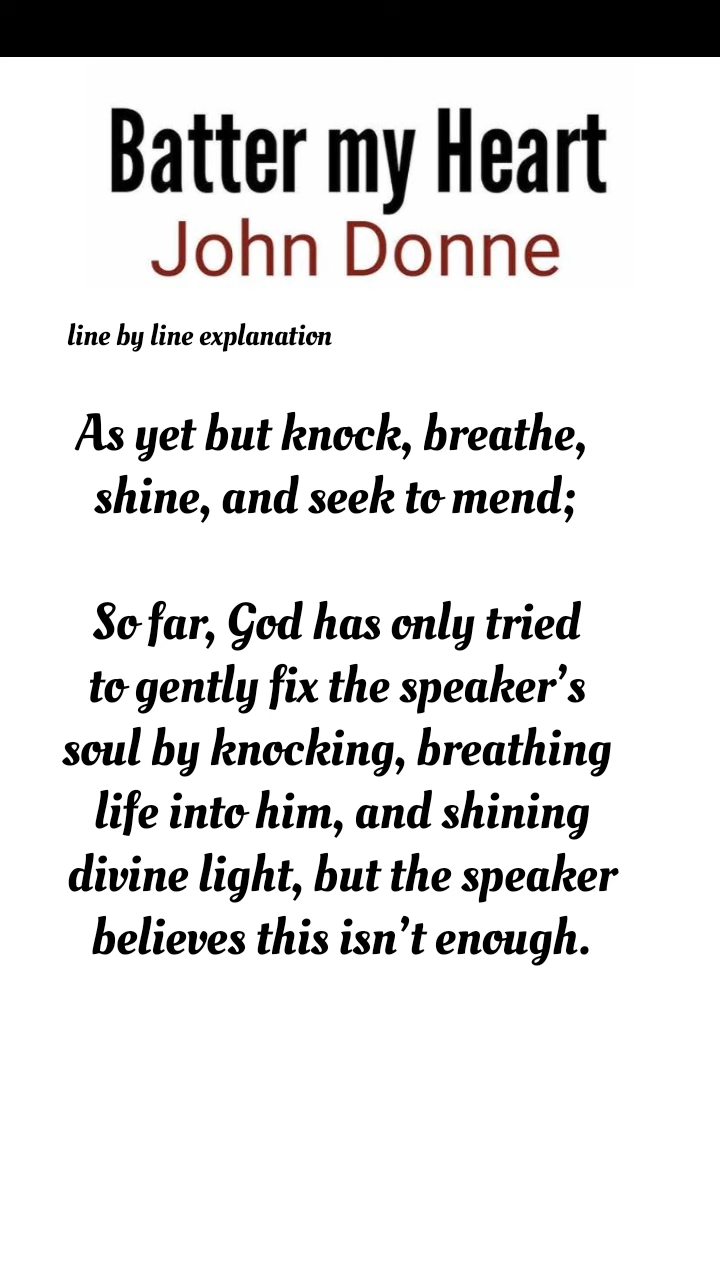 Batter my Heart
John Donne
line by line explanation
As yet but knock, breathe,
shine, and seek to mend;
So far, God has only tried
to gently fix the speaker’s
soul by knocking, breathing
life into him, and shining
divine light, but the speaker
believes this isn’t enough.